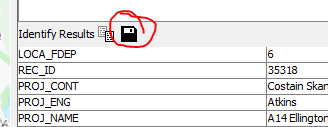 Identify Results
LOCA_FDEP 6
REC_ID 35318
PROJ_CONT Costain Skan
PROJ_ENG Atkins
PROJ_NAME A14 Ellington